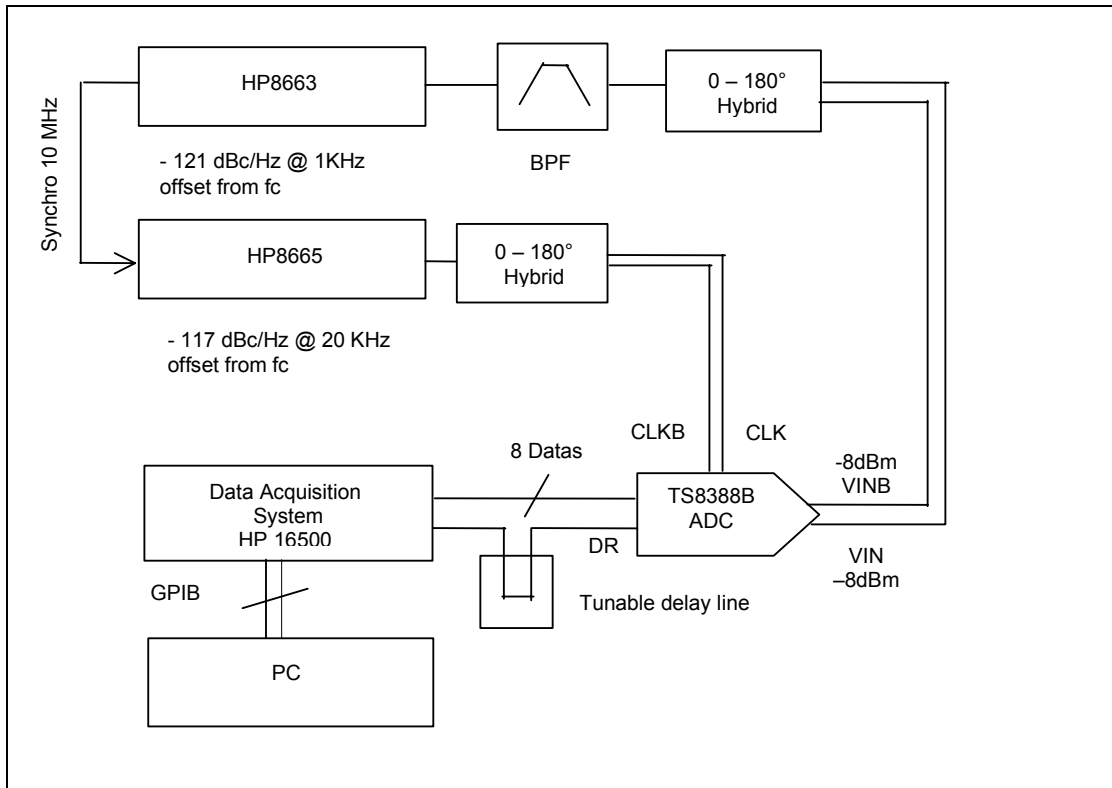 HP8663
0 – 180°
Hybrid
Synchro 10 MHz
- 121 dBc/Hz @ 1KHz
offset from fc
BPF
HP8665
0 – 180°
Hybrid
- 117 dBc/Hz @ 20 KHz
offset from fc
CLKB
CLK
8 Datas
-8dBm
VINB
Data Acquisition
System
HP 16500
TS8388B
ADC
DR
VIN
–8dBm
GPIB
Tunable delay line
PC